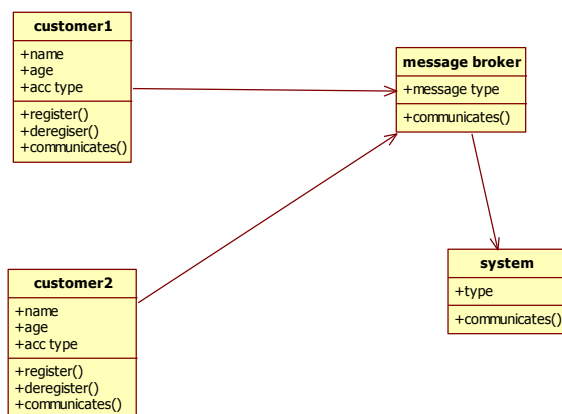 customer1
+name
+age
+acc type
+register()
+deregiser()
+communicates()
message broker
+message type
+communicates()
system
+type
+communicates()
customer2
+name
+age
+acc type
+register()
+deregister()
+communicates()